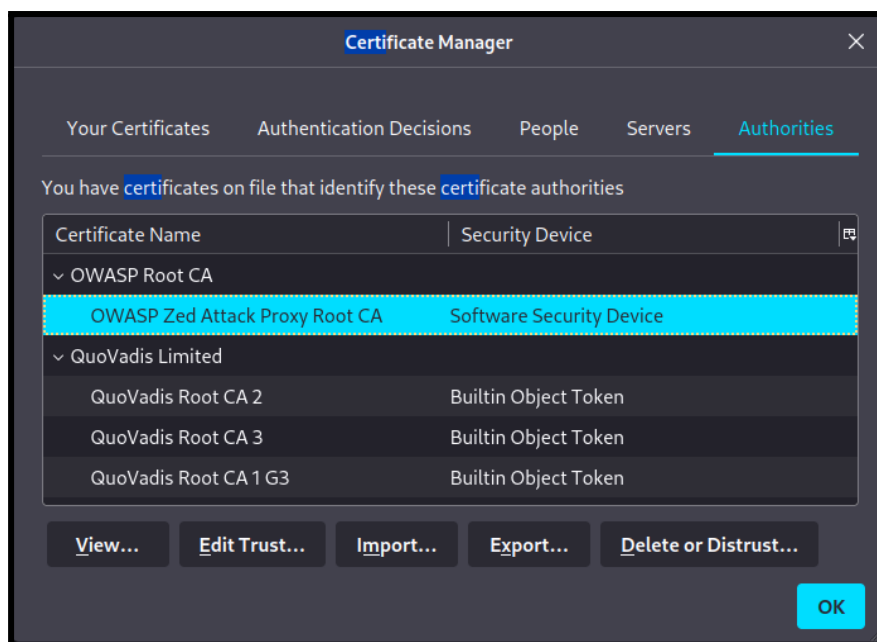 Certificate Manager
Your Certificates Authentication Decisions People Servers Authorities
You have certificates on file that identify these certificate authorities
Certificate Name Security Device
OWASP Root CA
OWASP Zed Attack Proxy Root CA Software Security Device
QuoVadis Limited
QuoVadis Root CA 2 Builtin Object Token
QuoVadis Root CA 3 Builtin Object Token
QuoVadis Root CA 1 G3 Builtin Object Token
View... Edit Trust... Import... Export... Delete or Distrust...
OK